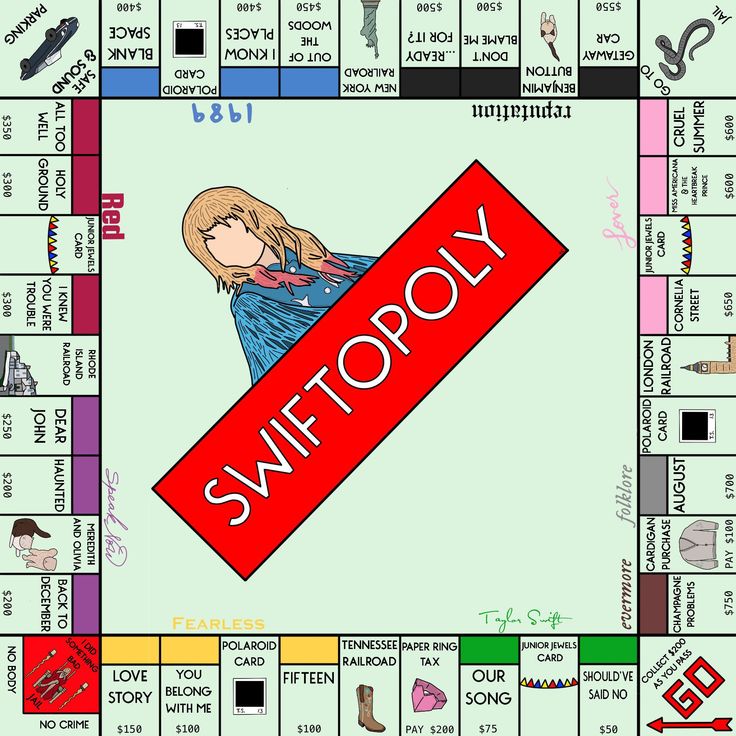 PARKING
SAFE
& SOUND
$400
BLANK
SPACE
POLAROID
CARD
T.S. 13
$400
I KNOW
PLACES
$450
OUT OF
THE
WOODS
NEW YORK
RAILROAD
$500
...READY
FOR IT?
$500
DON'T
BLAME ME
BENJAMIN
BUTTON
$550
GETAWAY
CAR
GO TO
JAIL
$350
ALL TOO
WELL
$300
HOLY
GROUND
JUNIOR JEWELS
CARD
$300
I KNEW
YOU WERE
TROUBLE
RHODE
ISLAND
RAILROAD
$250
DEAR
JOHN
$200
HAUNTED
MEREDITH
AND OLIVIA
$200
BACK TO
DECEMBER
1989
reputation
Red
Lover
SWIFTOPOLY
Speak Now
folklore
evermore
FEARLESS
Taylor Swift
CRUEL
SUMMER
$600
MISS AMERICANA
& THE
HEARTBREAK
PRINCE
$600
JUNIOR JEWELS
CARD
CORNELIA
STREET
$650
LONDON
RAILROAD
POLAROID
CARD
T.S. 13
AUGUST
$700
CARDIGAN
PURCHASE
PAY $100
CHAMPAGNE
PROBLEMS
$750
NO BODY
I DID
SOMETHING
BAD
JAIL
NO CRIME
LOVE
STORY
$150
YOU
BELONG
WITH ME
$100
POLAROID
CARD
T.S. 13
FIFTEEN
$100
TENNESSEE
RAILROAD
PAPER RING
TAX
PAY $200
OUR
SONG
$75
JUNIOR JEWELS
CARD
SHOULD'VE
SAID NO
$50
COLLECT $200
AS YOU PASS
GO